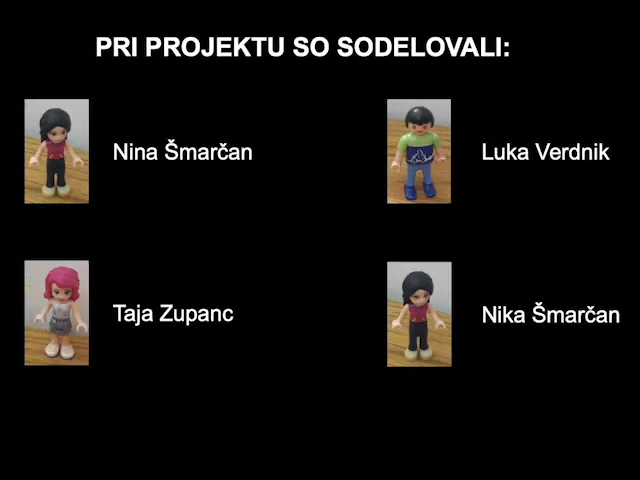 PRI PROJEKTU SO SODELOVALI:
Nina Šmarčan
Luka Verdnik
Taja Zupanc
Nika Šmarčan